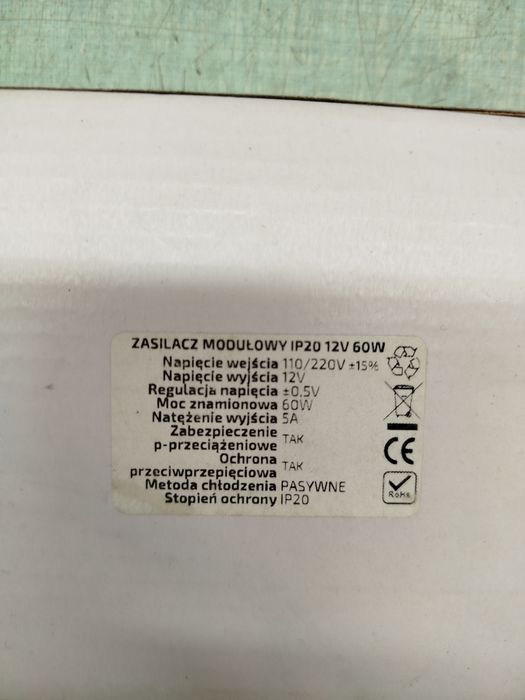 ZASILACZ MODUŁOWY IP20 12V 60W
Napięcie wejścia 110/220V ±15%
Napięcie wyjścia 12V
Regulacja napięcia ±0,5V
Moc znamionowa 60W
Natężenie wyjścia 5A
Zabezpieczenie
p-przeciążeniowe TAK
Ochrona
przeciwprzepięciowa TAK
Metoda chłodzenia PASYWNE
Stopień ochrony IP20
CE
RoHs